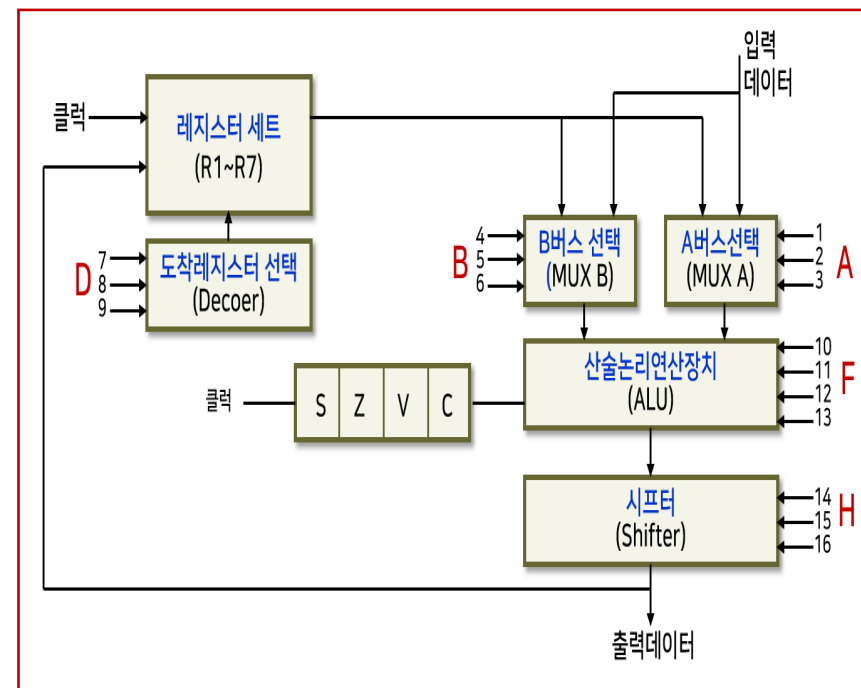 입력
데이터
클럭
레지스터 세트
(R1~R7)
D
7
8
9
도착레지스터 선택
(Decoer)
B
4
5
6
B버스 선택
(MUX B)
A버스선택
(MUX A)
1
2
3
A
클럭
S Z V C
산술논리연산장치
(ALU)
10
11
12
13
F
시프터
(Shifter)
14
15
16
H
출력데이터